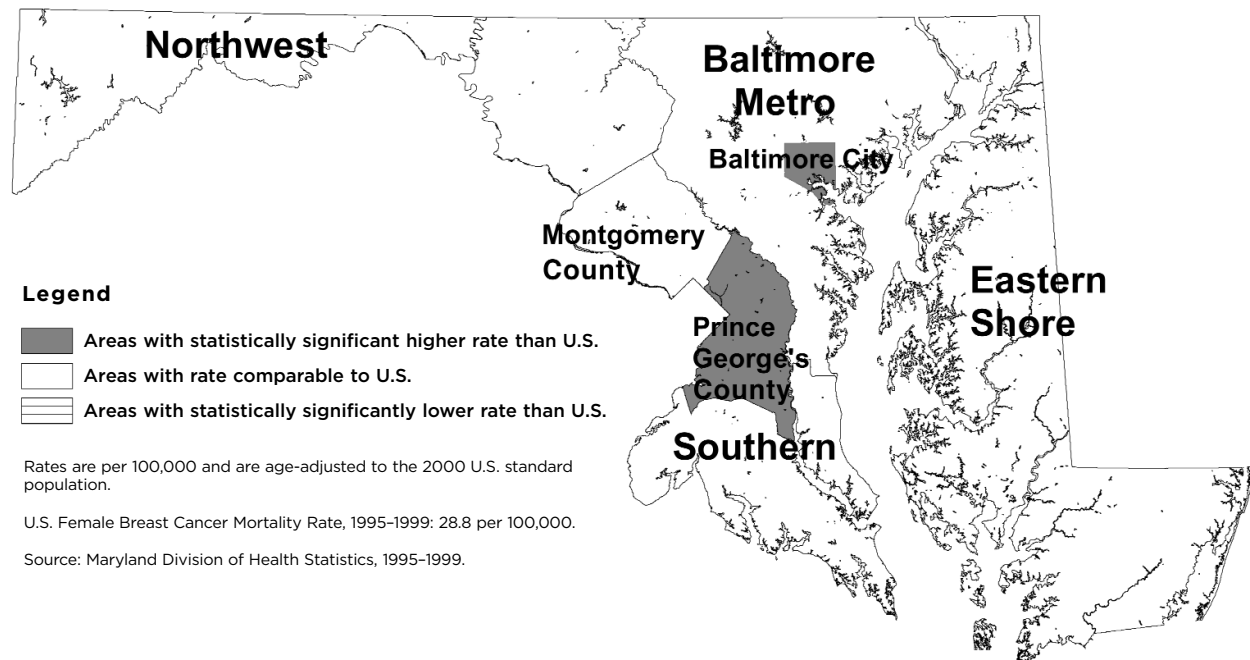 Northwest
Baltimore
Metro
Baltimore City
Montgomery
County
Eastern
Shore
Prince
George's
County
Southern
Legend
Areas with statistically significant higher rate than U.S.
Areas with rate comparable to U.S.
Areas with statistically significantly lower rate than U.S.
Rates are per 100,000 and are age-adjusted to the 2000 U.S. standard
population.
U.S. Female Breast Cancer Mortality Rate, 1995–1999: 28.8 per 100,000.
Source: Maryland Division of Health Statistics, 1995–1999.